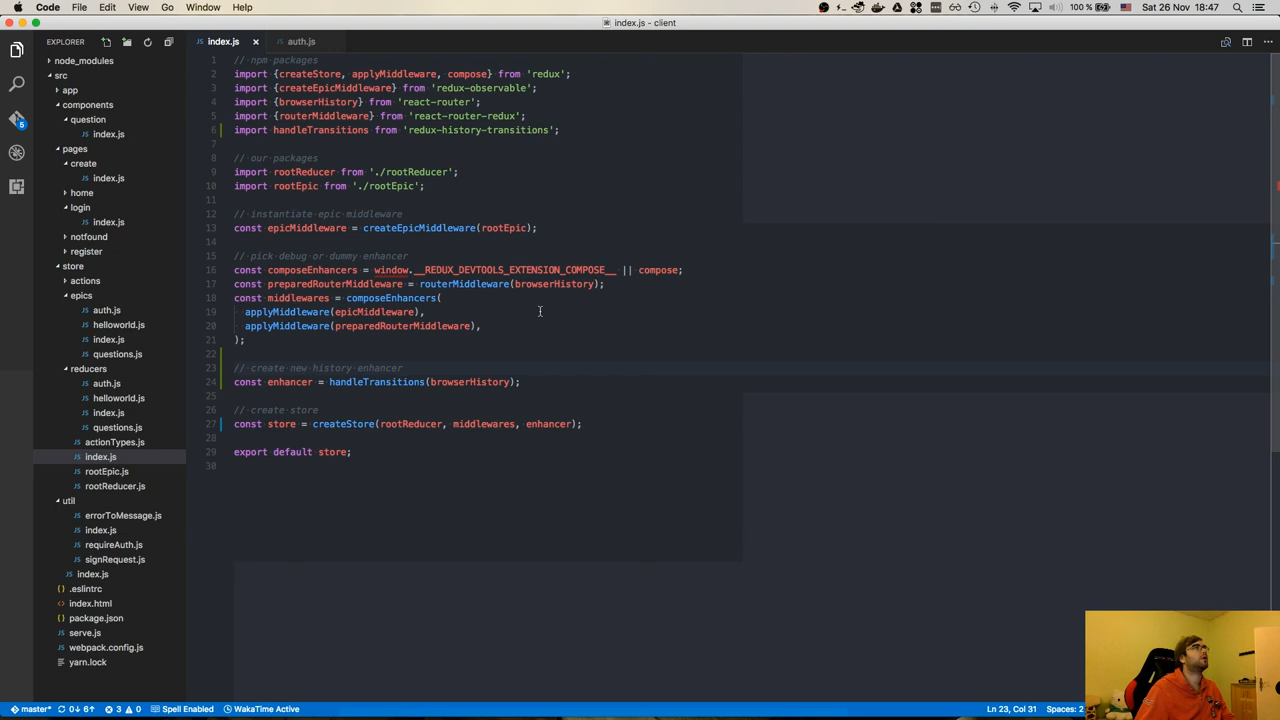 Code File Edit View Go Window Help 100 % Sat 26 Nov 18:47
index.js - client
EXPLORER
index.js auth.js
node_modules
src
app
components
question
index.js
pages
create
index.js
home
login
index.js
notfound
register
store
actions
epics
auth.js
helloworld.js
index.js
questions.js
reducers
auth.js
helloworld.js
index.js
questions.js
actionTypes.js
index.js
rootEpic.js
rootReducer.js
util
errorToMessage.js
index.js
requireAuth.js
signRequest.js
index.js
.eslintrc
index.html
package.json
serve.js
webpack.config.js
yarn.lock
5
1 // npm packages
2 import {createStore, applyMiddleware, compose} from 'redux';
3 import {createEpicMiddleware} from 'redux-observable';
4 import {browserHistory} from 'react-router';
5 import {routerMiddleware} from 'react-router-redux';
6 import handleTransitions from 'redux-history-transitions';
7
8 // our packages
9 import rootReducer from './rootReducer';
10 import rootEpic from './rootEpic';
11
12 // instantiate epic middleware
13 const epicMiddleware = createEpicMiddleware(rootEpic);
14
15 // pick debug or dummy enhancer
16 const composeEnhancers = window.__REDUX_DEVTOOLS_EXTENSION_COMPOSE__ || compose;
17 const preparedRouterMiddleware = routerMiddleware(browserHistory);
18 const middlewares = composeEnhancers(
19 applyMiddleware(epicMiddleware),
20 applyMiddleware(preparedRouterMiddleware),
21 );
22
23 // create new history enhancer
24 const enhancer = handleTransitions(browserHistory);
25
26 // create store
27 const store = createStore(rootReducer, middlewares, enhancer);
28
29 export default store;
30
master* 0↓ 6↑ 3 0 Spell Enabled WakaTime Active Ln 23, Col 31 Spaces: 2